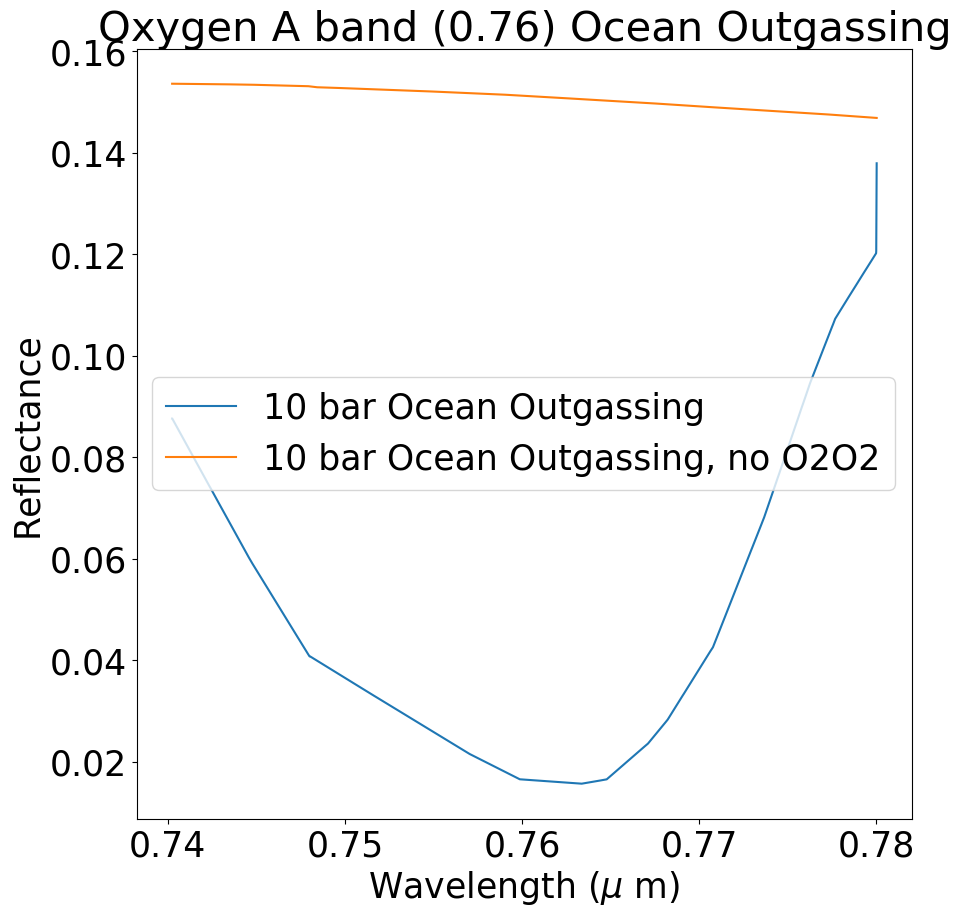 Oxygen A band (0.76) Ocean Outgassing
0.16
0.14
0.12
0.10
0.08
0.06
0.04
0.02
Reflectance
10 bar Ocean Outgassing
10 bar Ocean Outgassing, no O2O2
0.74 0.75 0.76 0.77 0.78
Wavelength (μ m)